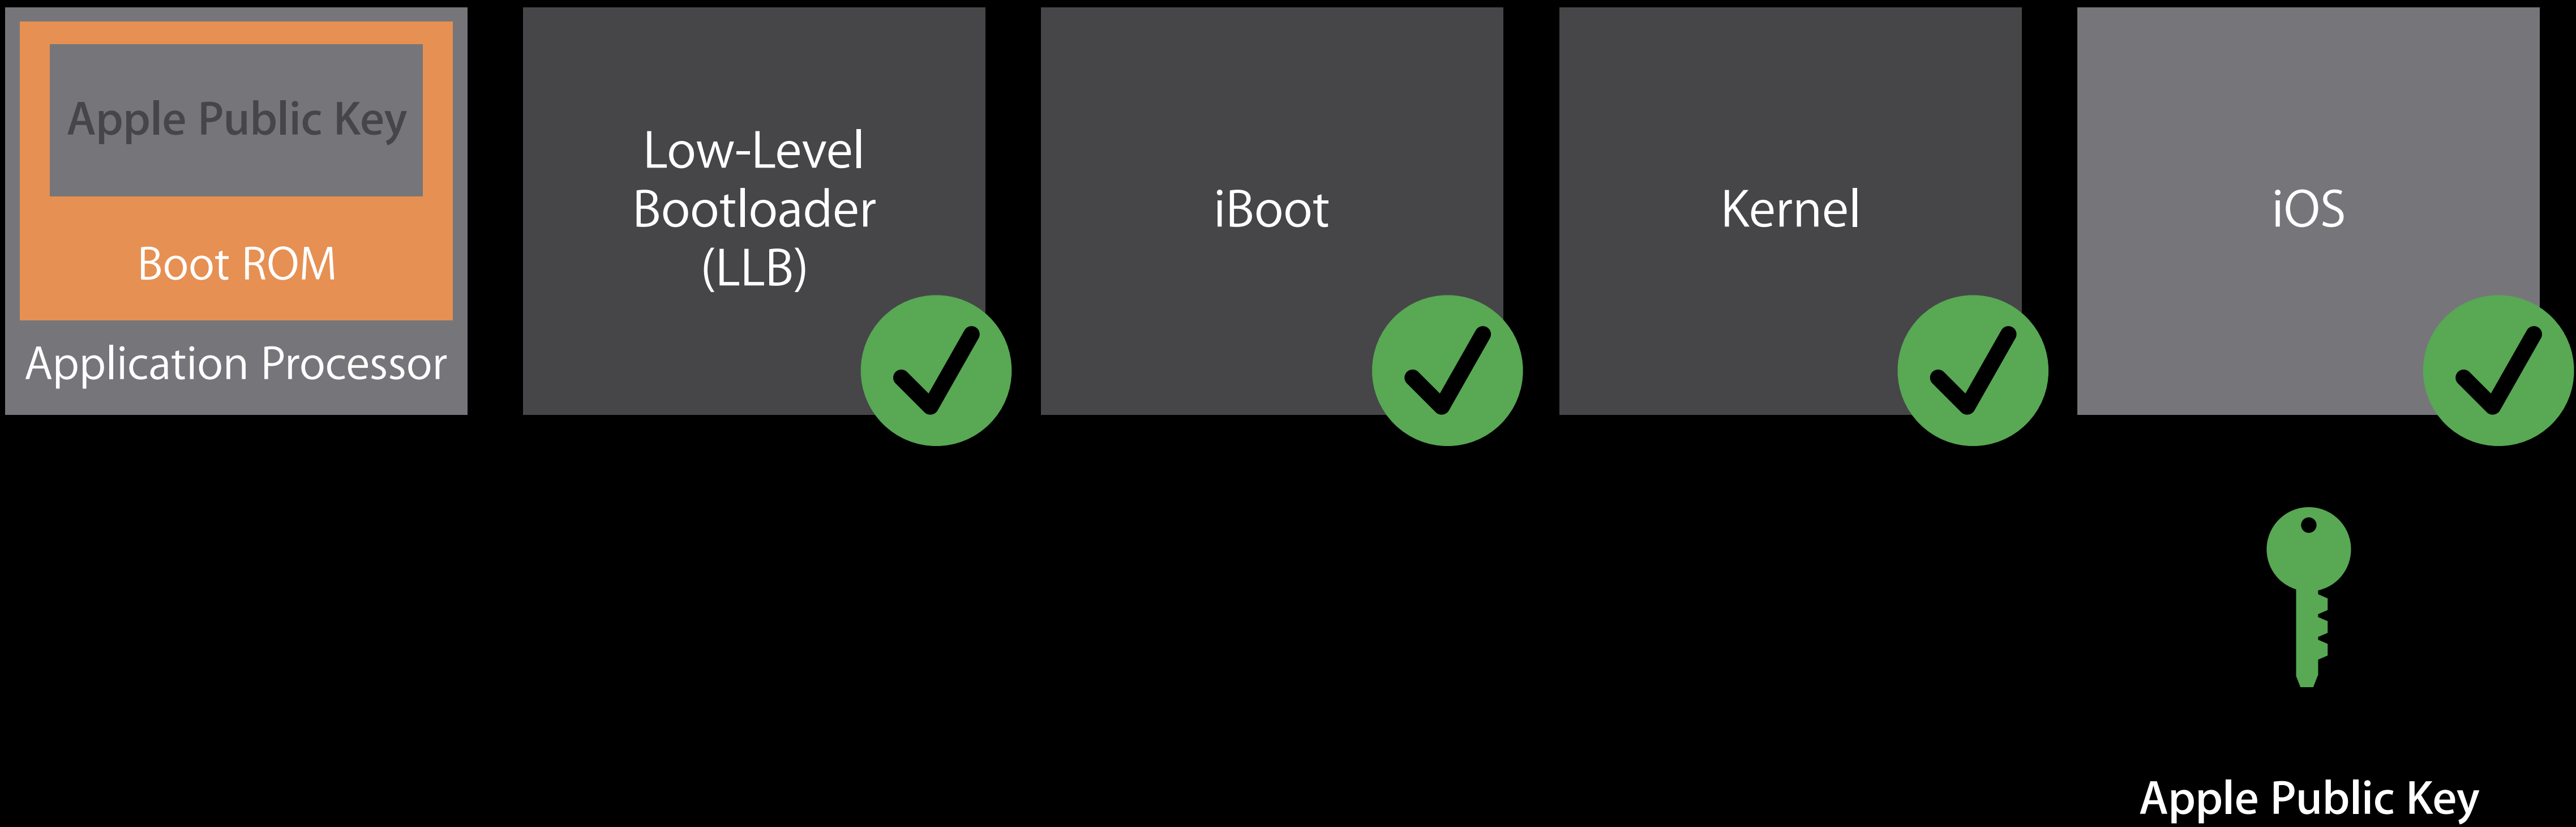 Apple Public Key
Boot ROM
Application Processor
Low-Level
Bootloader
(LLB)
iBoot
Kernel
iOS
Apple Public Key